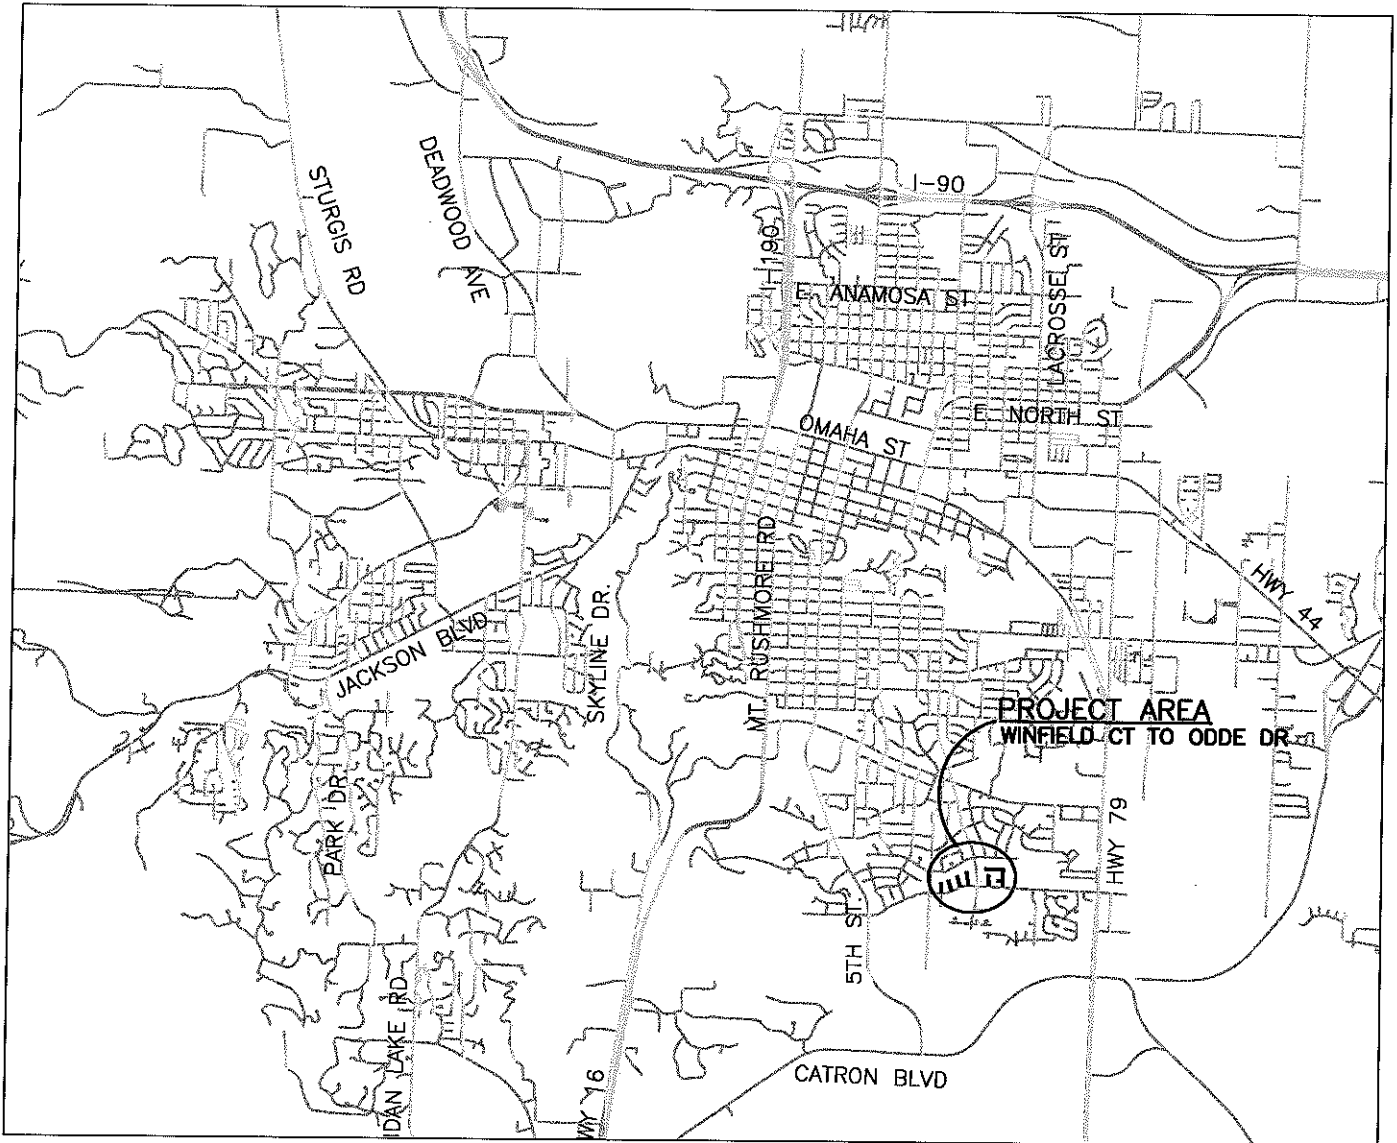 I-90
DEADWOOD AVE
STURGIS RD
I-190
LACROSSE ST
E ANAMOSA ST
E NORTH ST
OMAHA ST
HWY 44
MT. RUSHMORE RD
JACKSON BLVD
SKYLINE DR.
PROJECT AREA
WINFIELD CT TO ODDE DR
PARK DR.
HWY 79
5TH ST.
IDAN LAKE RD
WY 16
CATRON BLVD